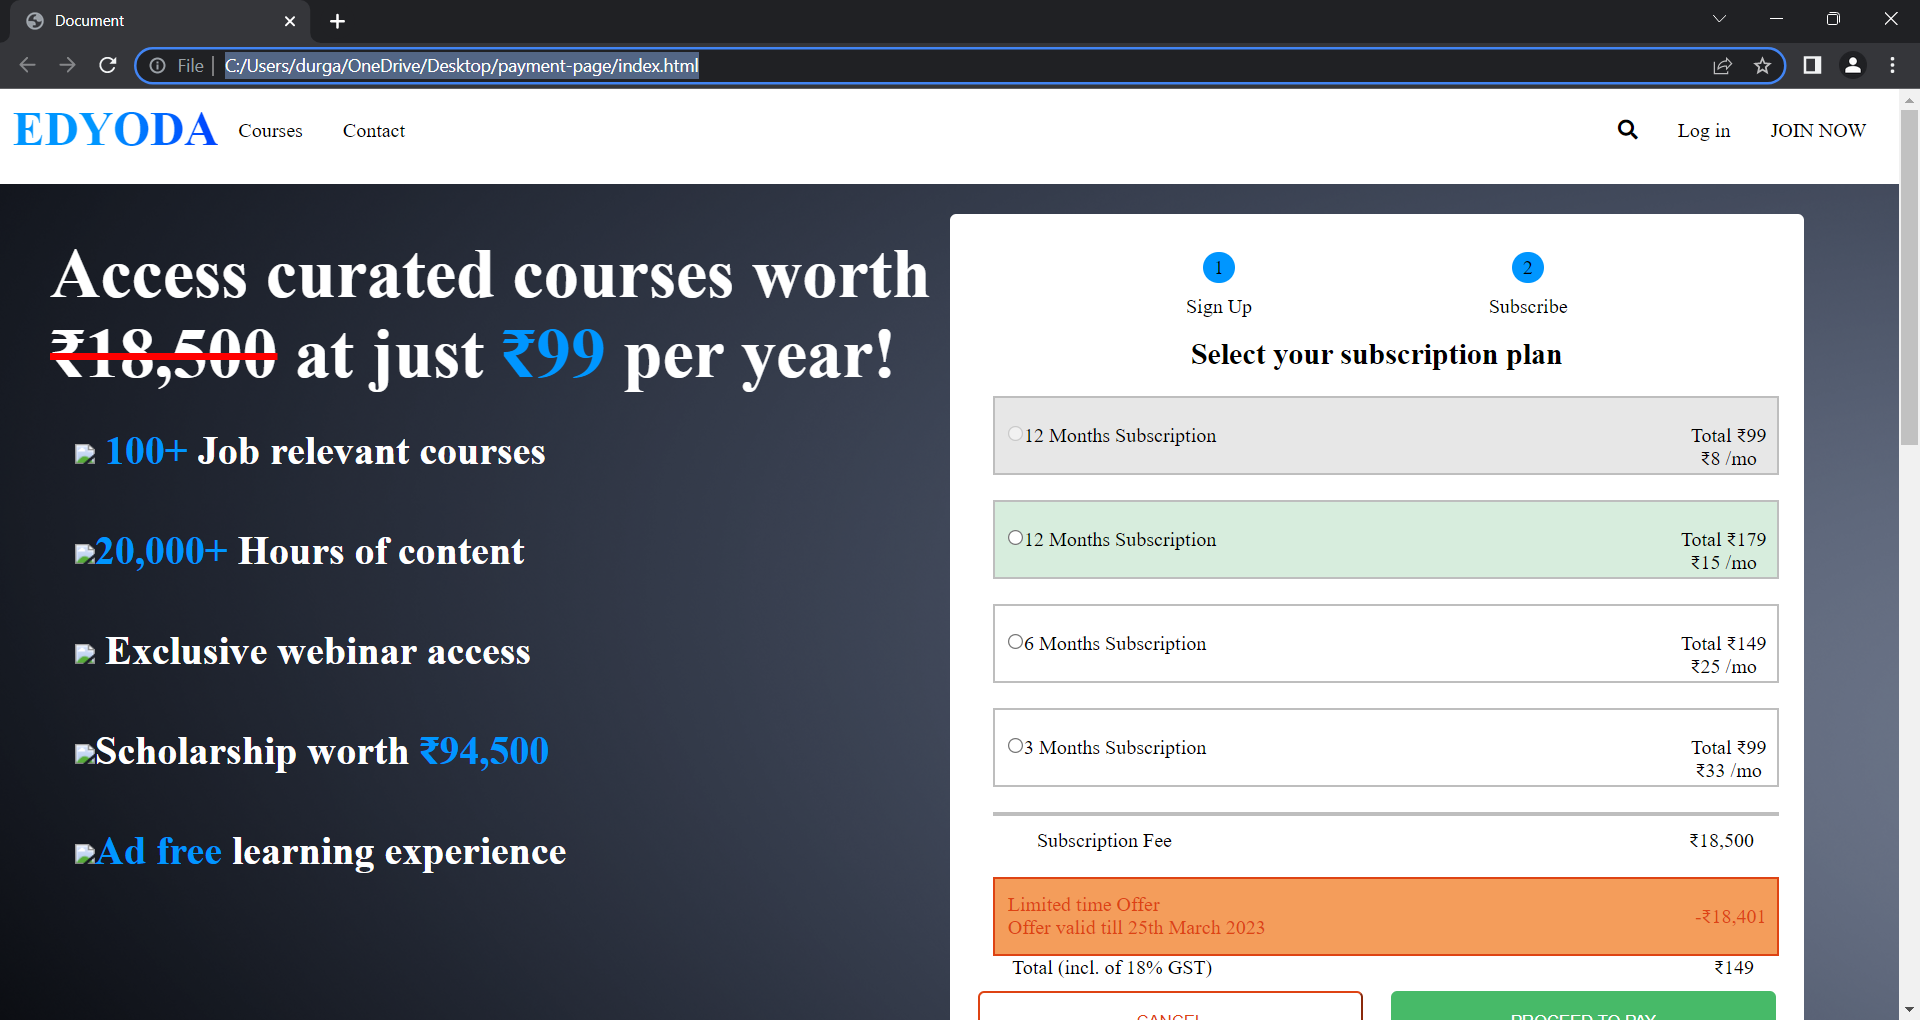 Document
File
C:/Users/durga/OneDrive/Desktop/payment-page/index.html
EDYODA Courses Contact Log in JOIN NOW
Access curated courses worth
₹18,500 at just ₹99 per year!
100+ Job relevant courses
20,000+ Hours of content
Exclusive webinar access
Scholarship worth ₹94,500
Ad free learning experience
1 2
Sign Up Subscribe
Select your subscription plan
12 Months Subscription Total ₹99
₹8 /mo
12 Months Subscription Total ₹179
₹15 /mo
6 Months Subscription Total ₹149
₹25 /mo
3 Months Subscription Total ₹99
₹33 /mo
Subscription Fee ₹18,500
Limited time Offer
Offer valid till 25th March 2023 -₹18,401
Total (incl. of 18% GST) ₹149
CANCEL PROCEED TO PAY